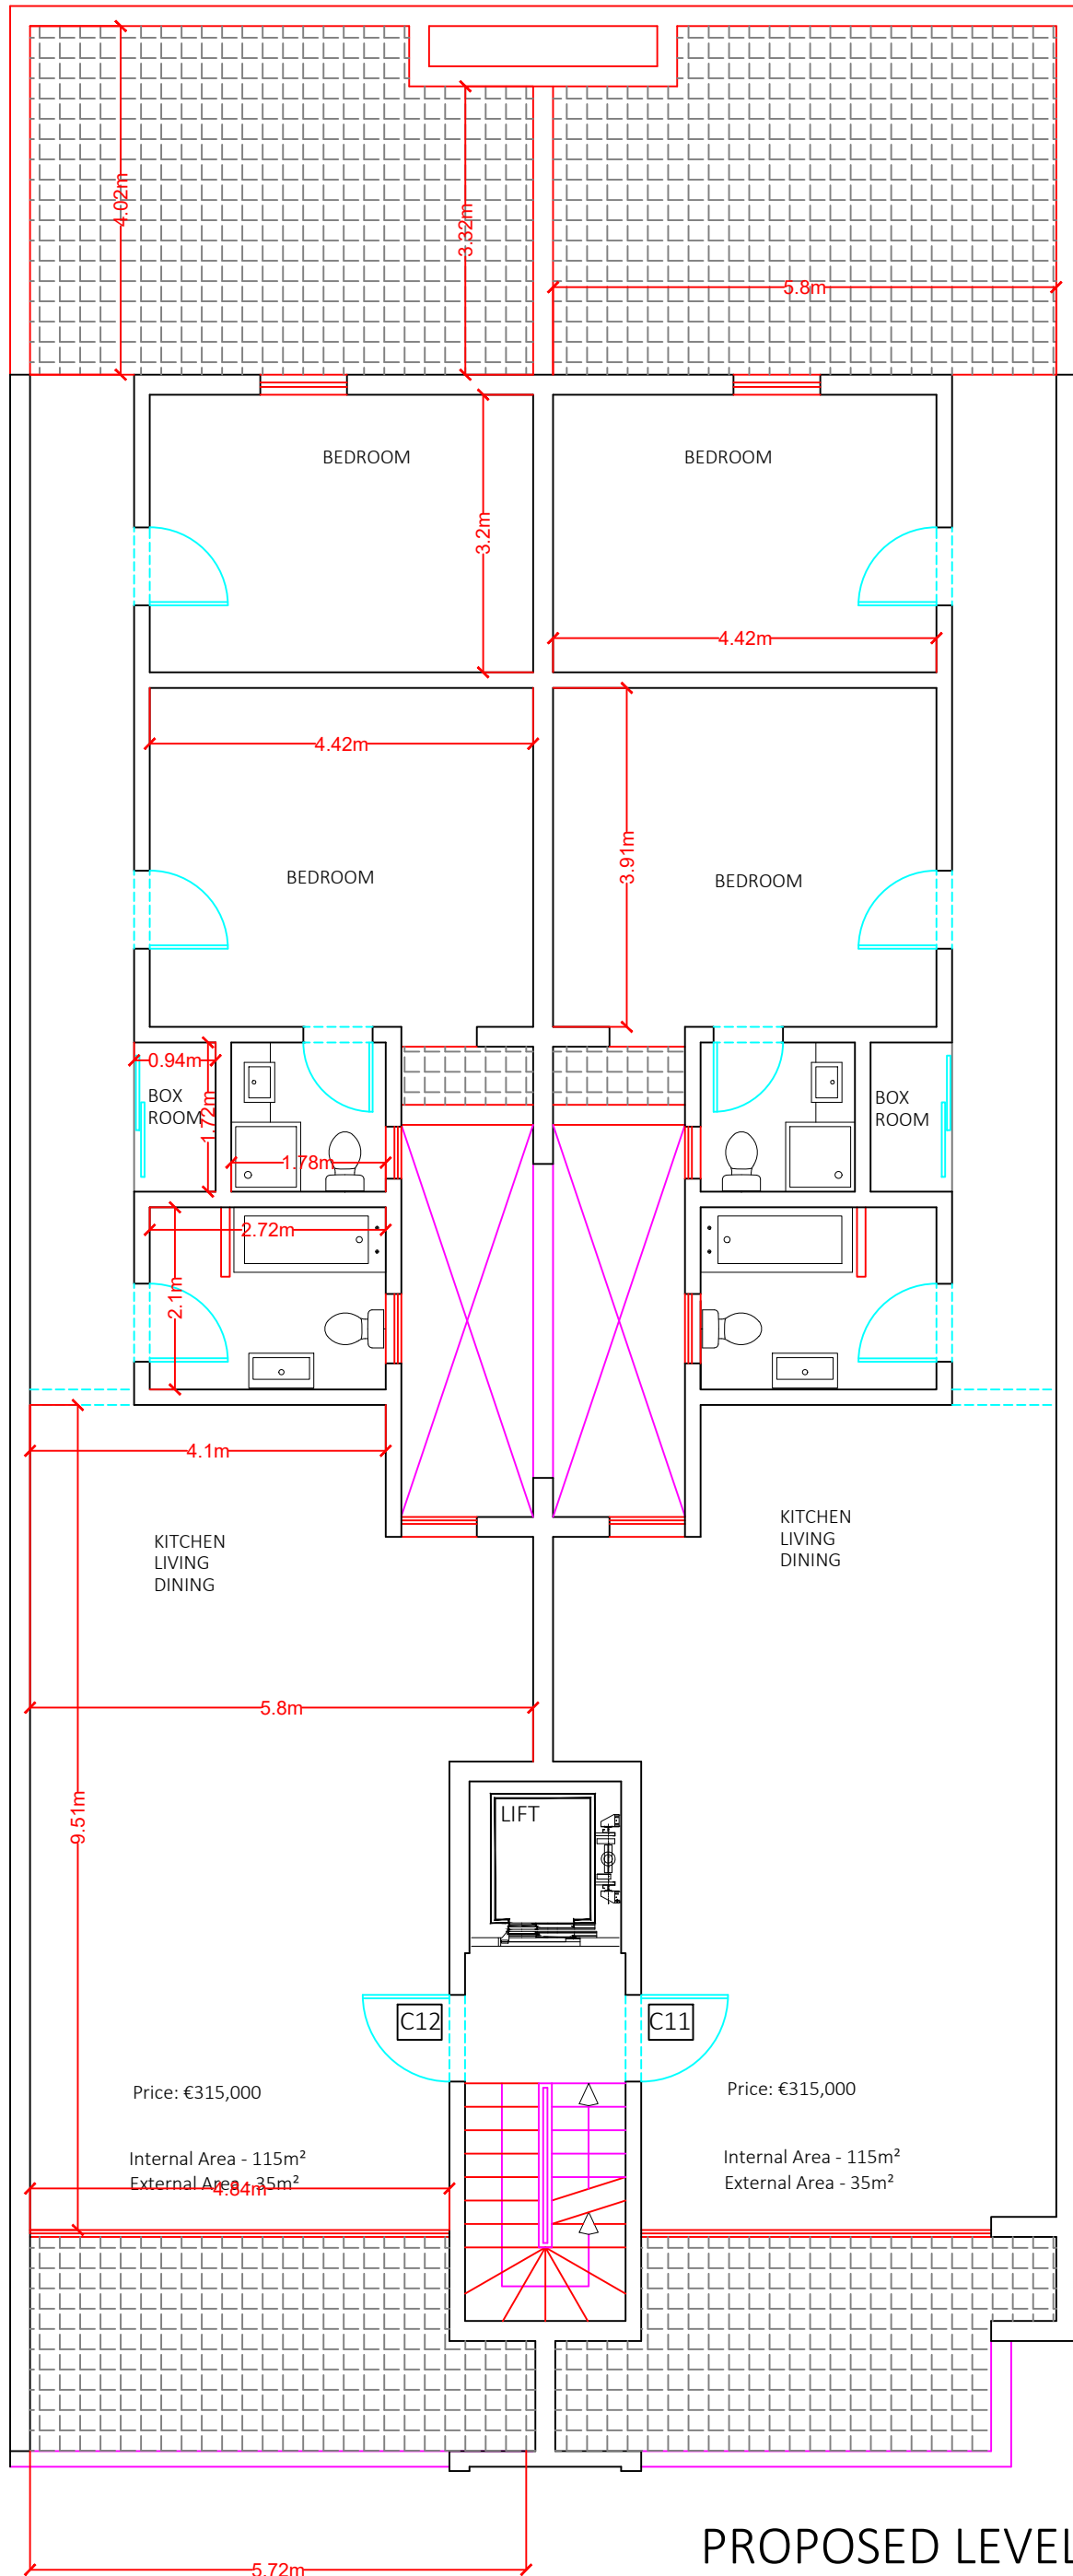 4.02m
3.32m
5.8m
BEDROOM
BEDROOM
3.2m
4.42m
4.42m
3.91m
BEDROOM
BEDROOM
0.94m
BOX
ROOM
1.72m
BOX
ROOM
1.78m
2.72m
2.1m
4.1m
KITCHEN
LIVING
DINING
KITCHEN
LIVING
DINING
5.8m
9.51m
LIFT
C12
C11
Price: €315,000
Price: €315,000
Internal Area - 115m²
External Area - 35m²
Internal Area - 115m²
External Area - 35m²
4.84m
PROPOSED LEVEL
5.72m